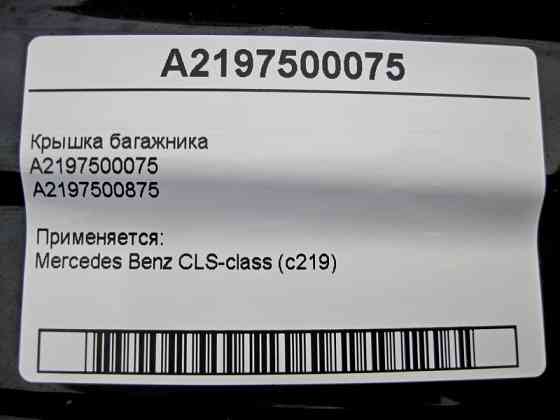 A2197500075
Крышка багажника
A2197500075
A2197500875
Применяется:
Mercedes Benz CLS-class (c219)